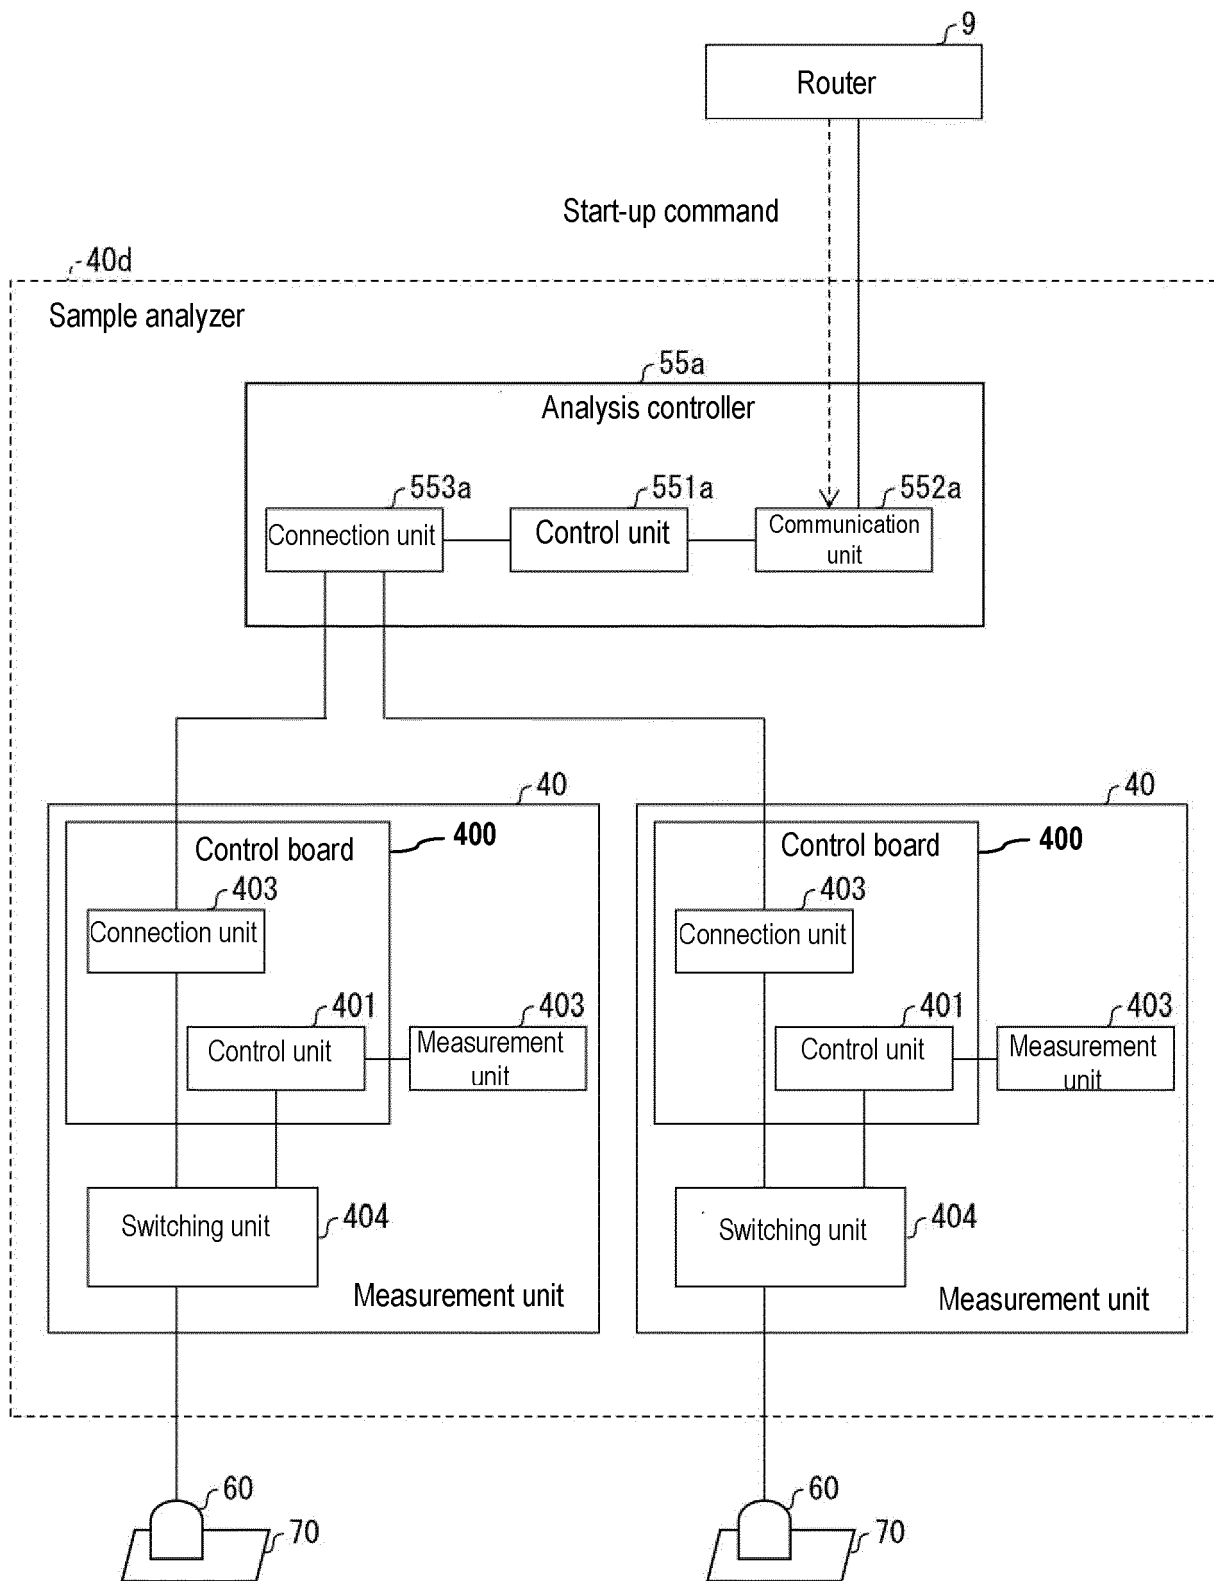 9
Router
Start-up command
40d
Sample analyzer
55a
Analysis controller
553a
551a
552a
Connection unit
Control unit
Communication
unit
40
40
Control board
400
Control board
400
403
403
Connection unit
Connection unit
401
403
401
403
Control unit
Measurement
unit
Control unit
Measurement
unit
Switching unit
404
Switching unit
404
Measurement unit
Measurement unit
60
60
70
70